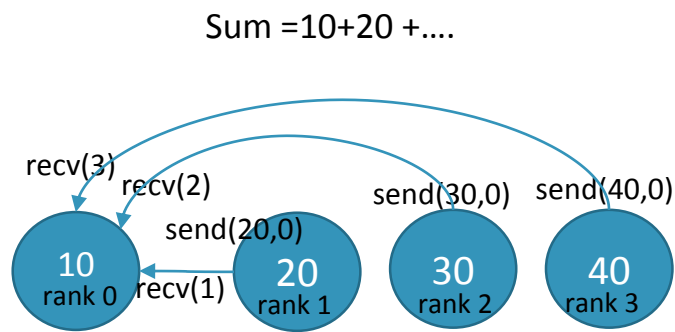 Sum =10+20 +....
recv(3)
recv(2)
send(30,0)
send(40,0)
send(20,0)
10
rank 0
recv(1)
20
rank 1
30
rank 2
40
rank 3